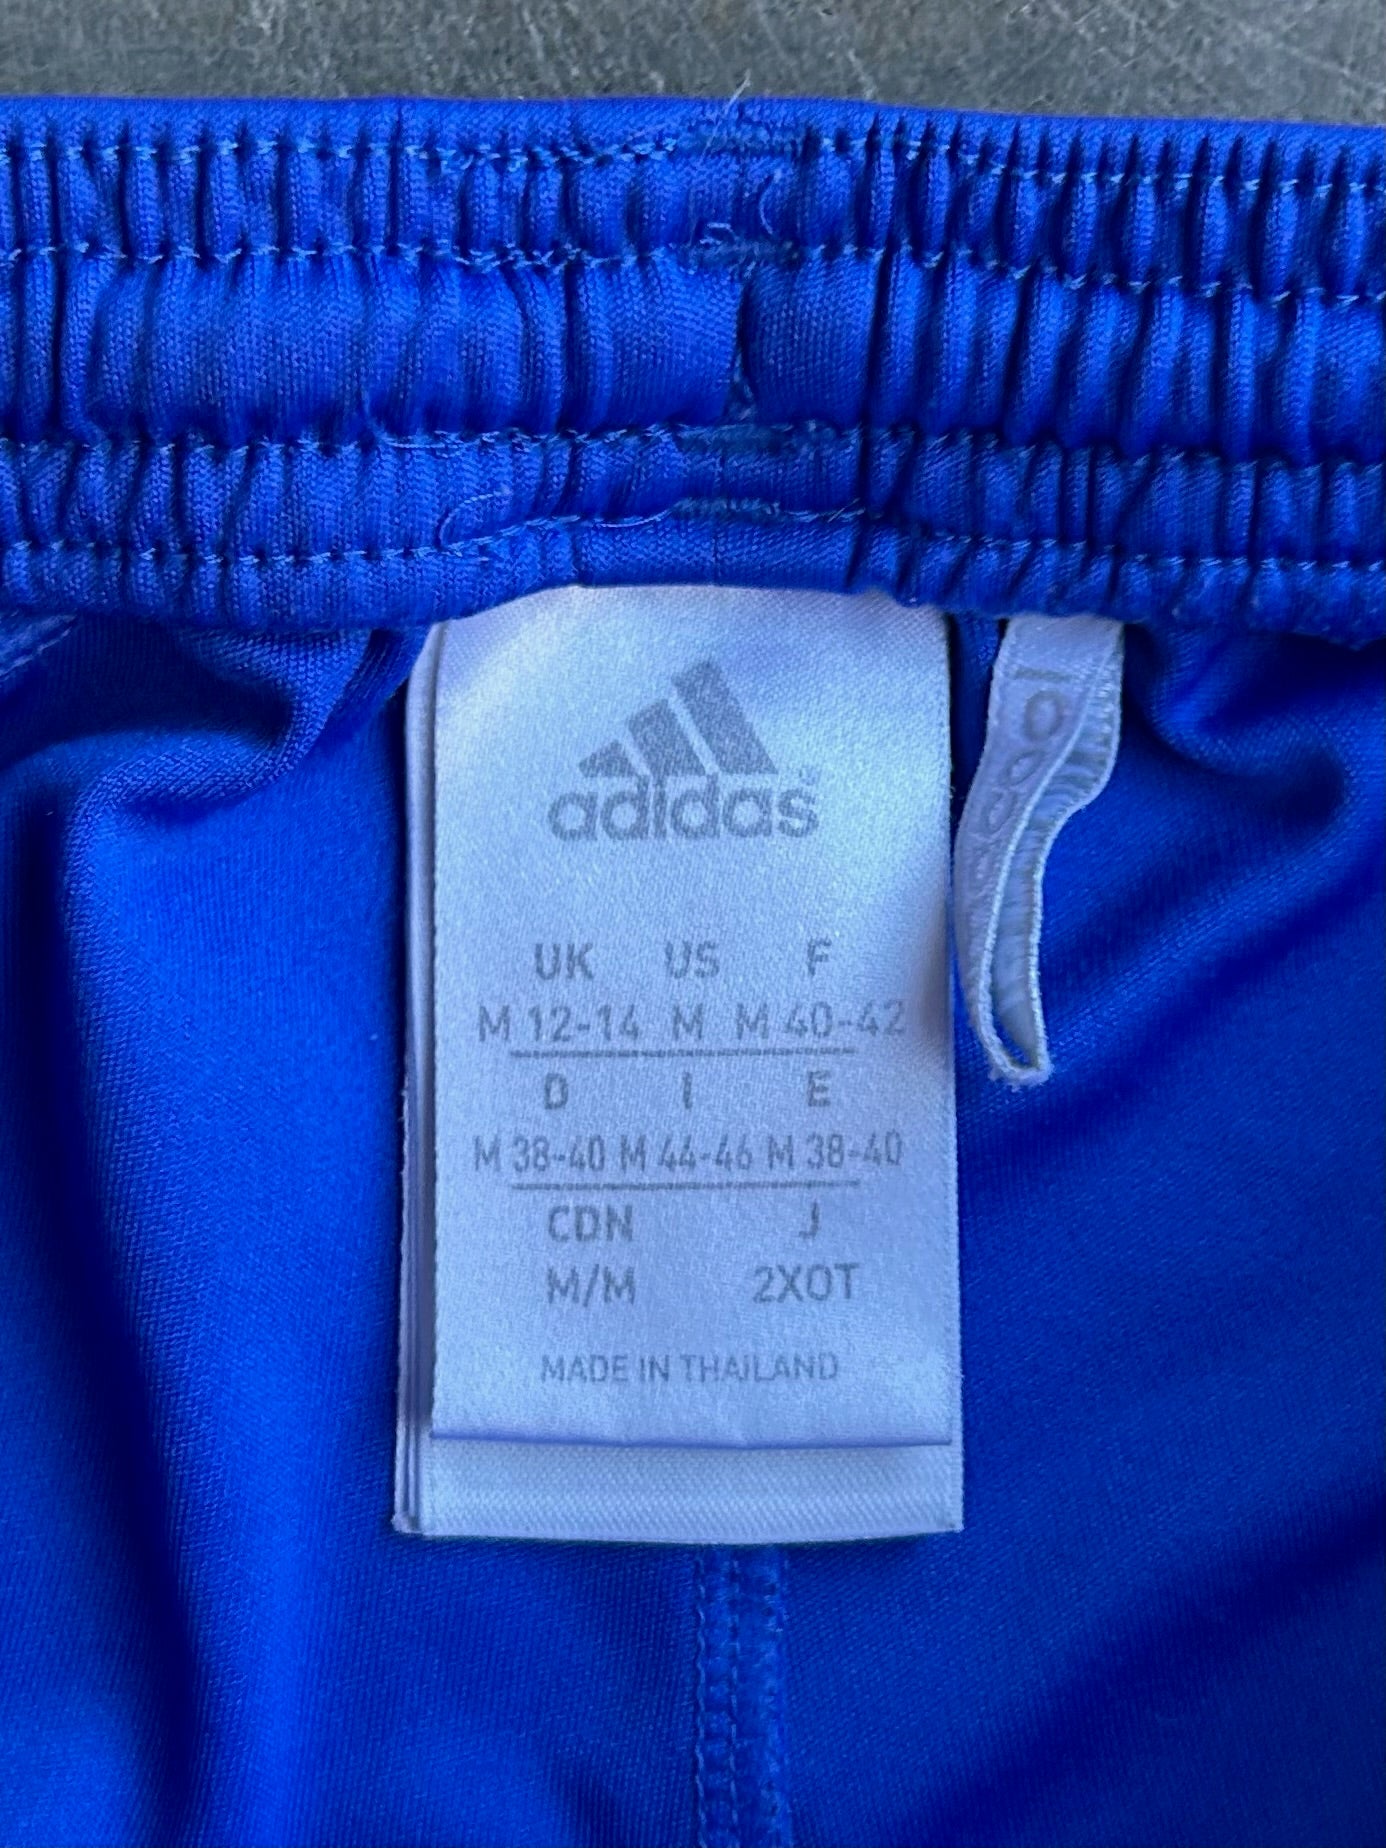 adidas
UK US F
M 12-14 M M 40-42
D I E
M 38-40 M 44-46 M 38-40
CDN J
M/M 2XOT
MADE IN THAILAND